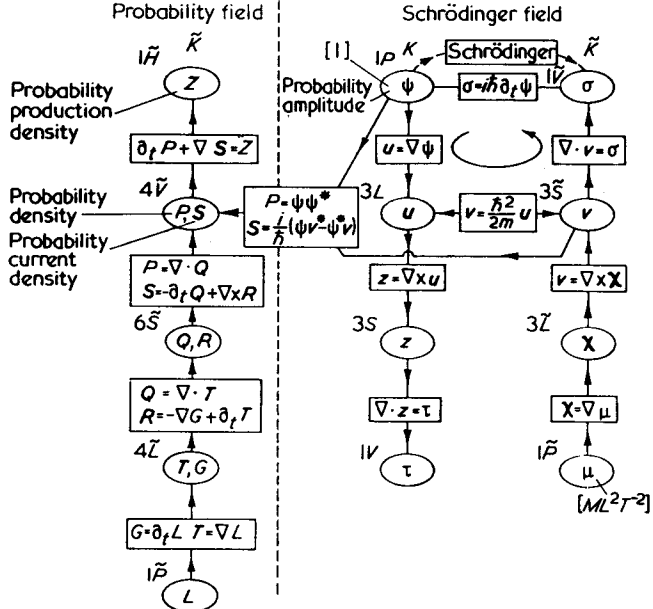 Probability field
Schrödinger field
1H̃
K̃
Z
Probability
production
density
∂ₜP+∇S=Z
4Ṽ
Probability
density
P,S
Probability
current
density
P=∇·Q
S=-∂ₜQ+∇×R
6S̃
Q,R
Q=∇·T
R=-∇G+∂ₜT
4L̃
T,G
G=∂ₜL T=∇L
1P̃
L
[1]
1P
K
Schrödinger
K̃
Probability
amplitude
ψ
σ=iℏ∂ₜψ
1Ṽ
σ
u=∇ψ
∇·v=σ
P=ψψ*
S=i/ℏ(ψv*-ψ*v)
3L
u
v=ℏ2/2m u
3S̃
v
z=∇×u
v=∇×χ
3S
z
3L̃
χ
∇·z=τ
χ=∇μ
1V
τ
1P̃
μ
[ML²T⁻²]